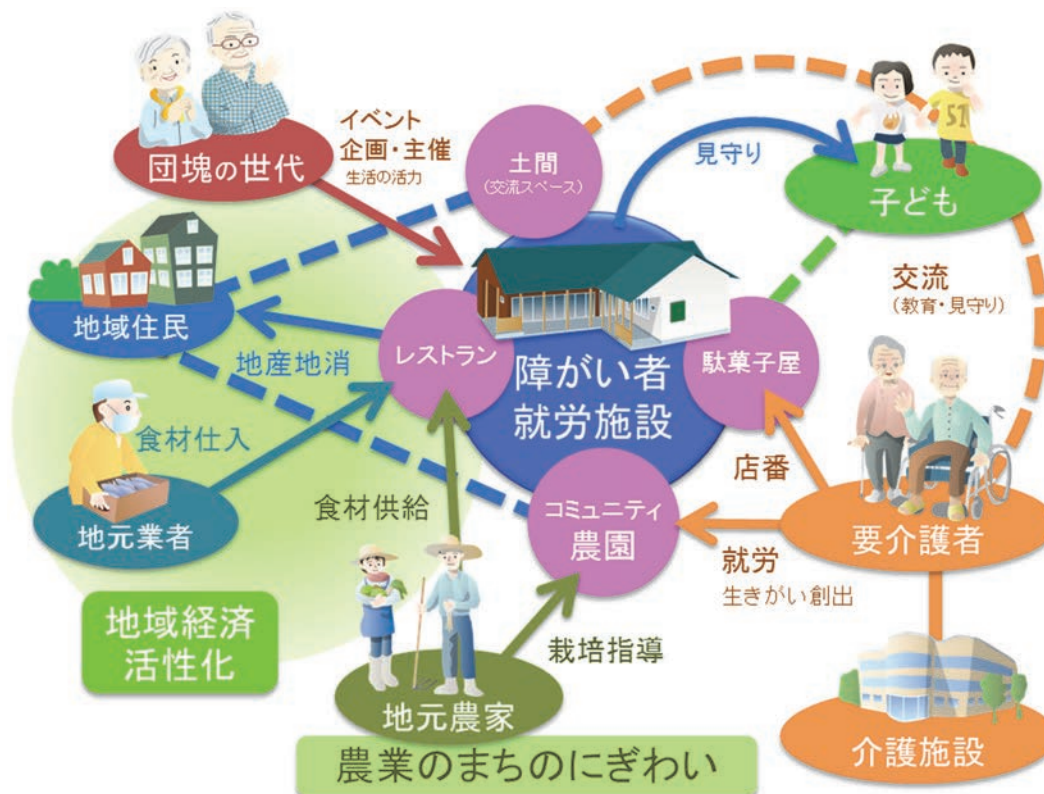 団塊の世代
イベント
企画・主催
生活の活力
土間
(交流スペース)
見守り
子ども
地域住民
地産地消
レストラン
障がい者
就労施設
駄菓子屋
交流
(教育・見守り)
食材仕入
地元業者
食材供給
コミュニティ
農園
店番
要介護者
就労
生きがい創出
地域経済
活性化
栽培指導
地元農家
農業のまちのにぎわい
介護施設
51